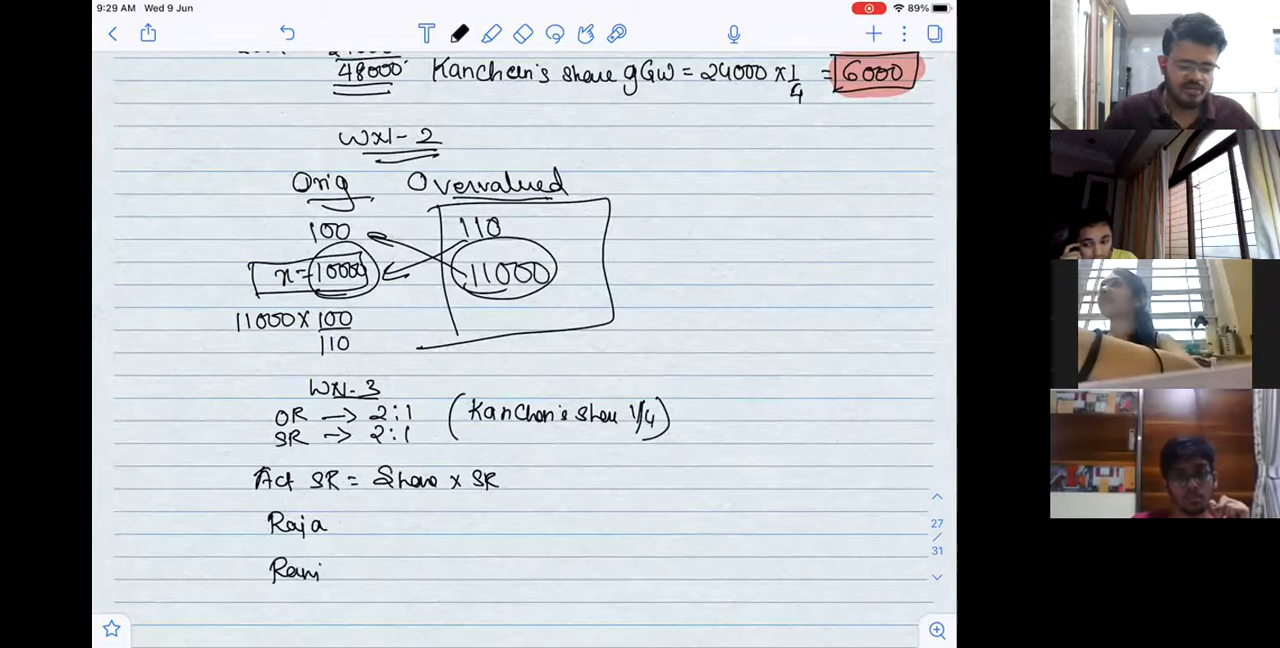 9:29 AM Wed 9 Jun 89%
48000 Kanchan's share g GW = 24000 × 1/4 = 6000
WN-2
Orig Overvalued
100 110
x = 10000 11000
11000 × 100
110
WN-3
OR → 2:1 (Kanchan's share 1/4)
SR → 2:1
Act SR = Share × SR
Raja
Rani
27
/
31